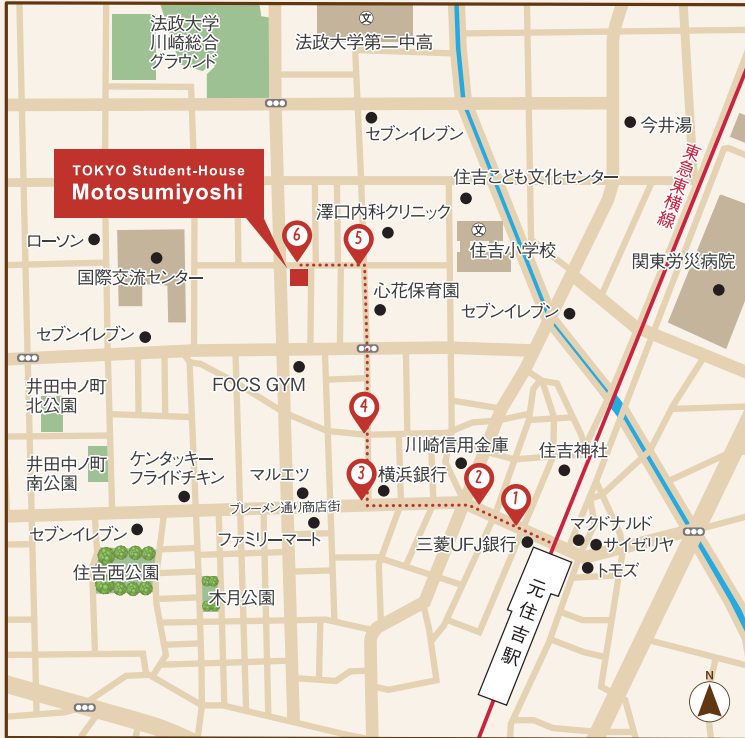 法政大学
川崎総合
グラウンド
文
法政大学第二中高
セブンイレブン
今井湯
東急東横線
TOKYO Student-House
Motosumiyoshi
住吉こども文化センター
澤口内科クリニック
文
住吉小学校
6
5
ローソン
国際交流センター
関東労災病院
心花保育園
セブンイレブン
セブンイレブン
FOCS GYM
井田中ノ町
北公園
4
川崎信用金庫
住吉神社
井田中ノ町
南公園
ケンタッキー
フライドチキン
マルエツ
3
横浜銀行
2
1
ブレーメン通り商店街
ファミリーマート
三菱UFJ銀行
マクドナルド
サイゼリヤ
トモズ
セブンイレブン
住吉西公園
木月公園
元住吉駅
N